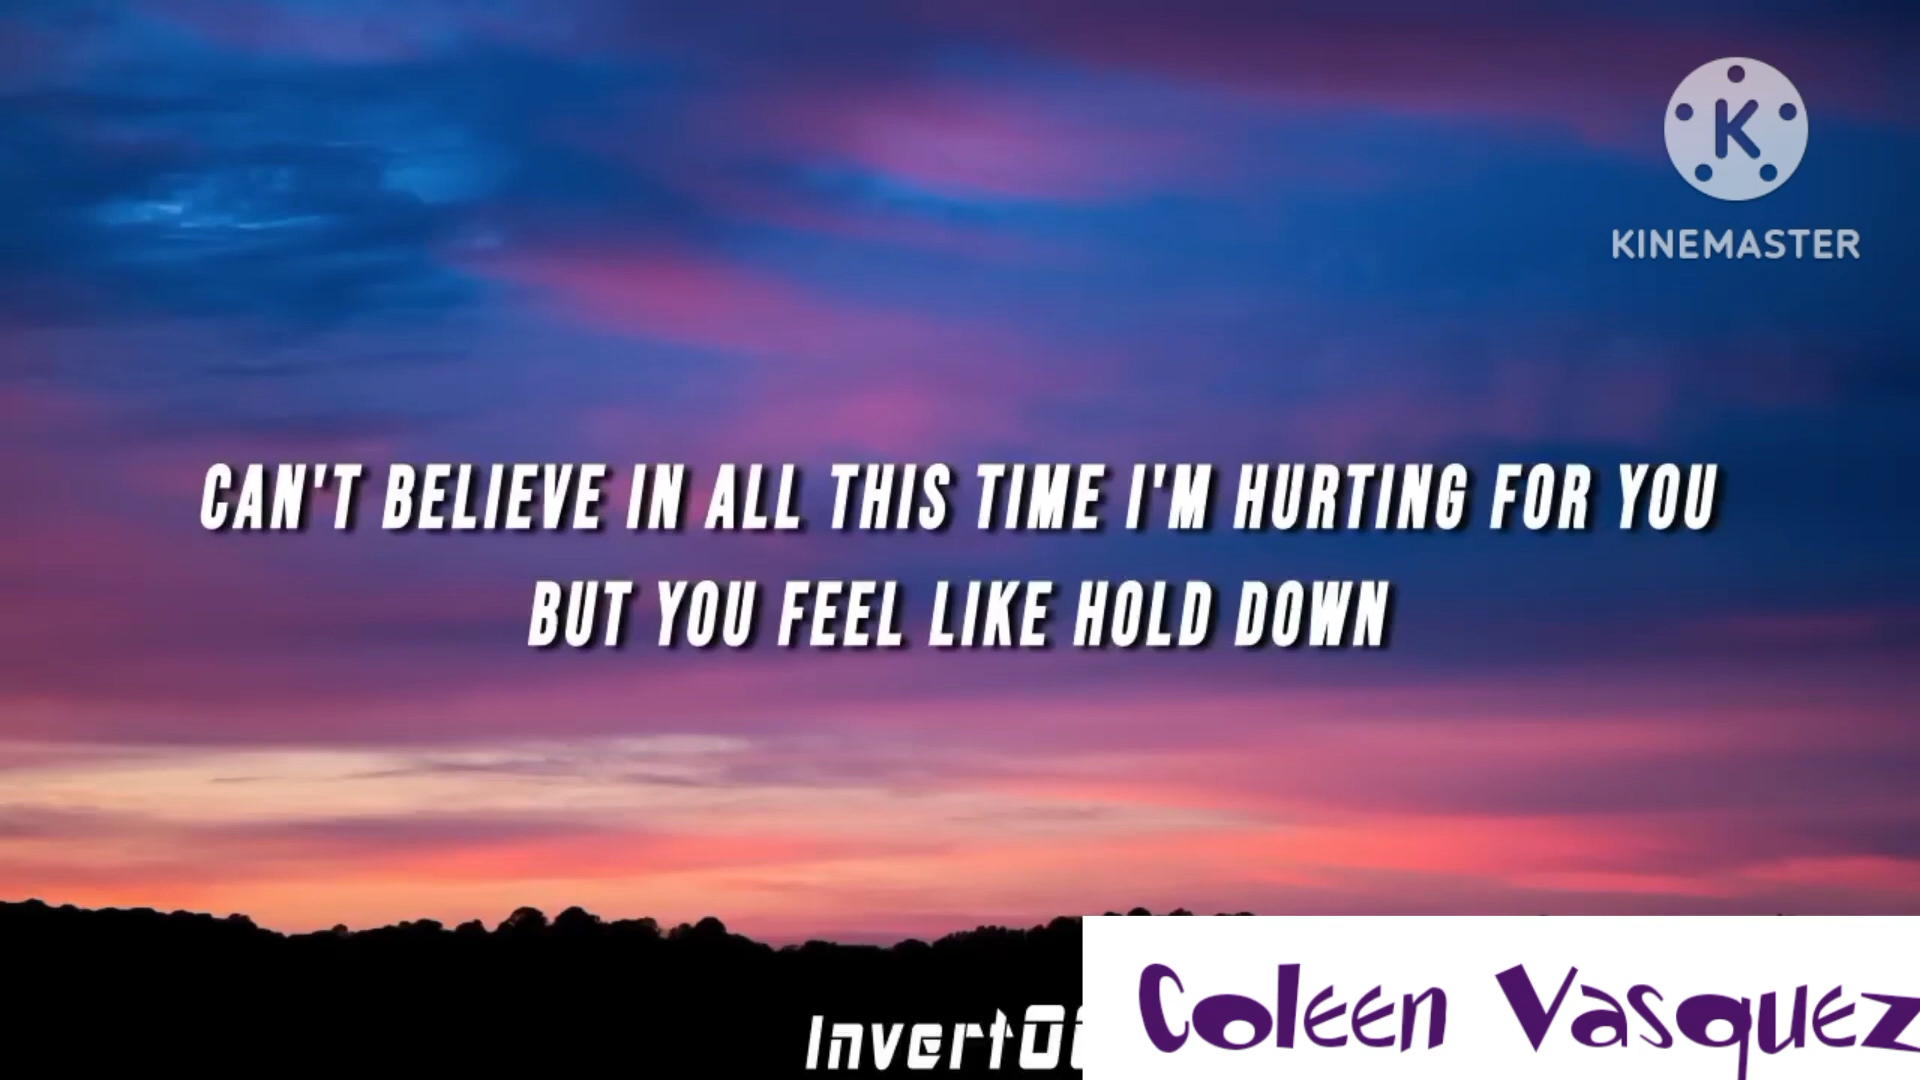 KINEMASTER
CAN'T BELIEVE IN ALL THIS TIME I'M HURTING FOR YOU
BUT YOU FEEL LIKE HOLD DOWN
Coleen Vasquez